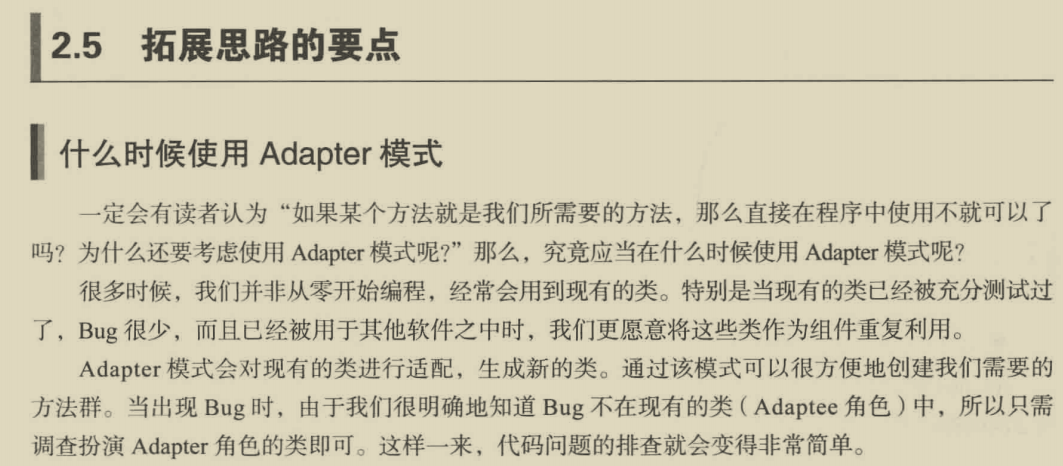 2.5 拓展思路的要点
什么时候使用 Adapter 模式
一定会有读者认为“如果某个方法就是我们所需要的方法，那么直接在程序中使用不就可以了
吗？为什么还要考虑使用 Adapter 模式呢？”那么，究竟应当在什么时候使用 Adapter 模式呢？
很多时候，我们并非从零开始编程，经常会用到现有的类。特别是当现有的类已经被充分测试过
了，Bug 很少，而且已经被用于其他软件之中时，我们更愿意将这些类作为组件重复利用。
Adapter 模式会对现有的类进行适配，生成新的类。通过该模式可以很方便地创建我们需要的
方法群。当出现 Bug 时，由于我们很明确地知道 Bug 不在现有的类（Adaptee 角色）中，所以只需
调查扮演 Adapter 角色的类即可。这样一来，代码问题的排查就会变得非常简单。